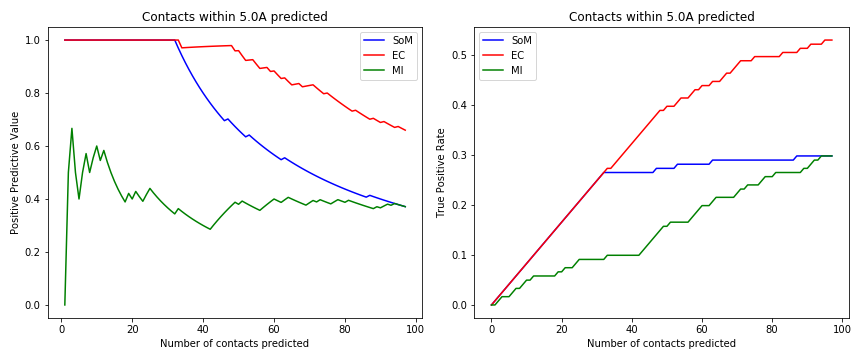 Contacts within 5.0A predicted
Positive Predictive Value
1.0
0.8
0.6
0.4
0.2
0.0
SoM
EC
MI
0 20 40 60 80 100
Number of contacts predicted
Contacts within 5.0A predicted
True Positive Rate
0.5
0.4
0.3
0.2
0.1
0.0
SoM
EC
MI
0 20 40 60 80 100
Number of contacts predicted